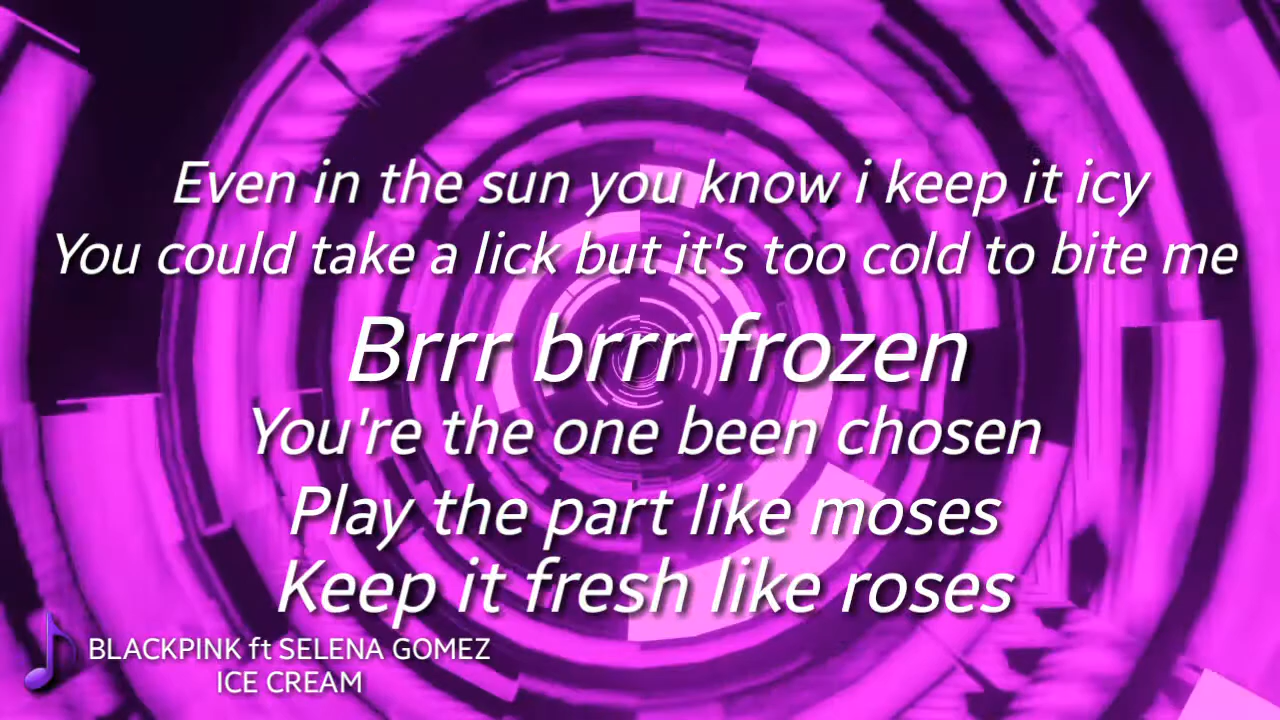 Even in the sun you know i keep it icy
You could take a lick but it's too cold to bite me
Brrr brrr frozen
You're the one been chosen
Play the part like moses
Keep it fresh like roses
BLACKPINK ft SELENA GOMEZ
ICE CREAM